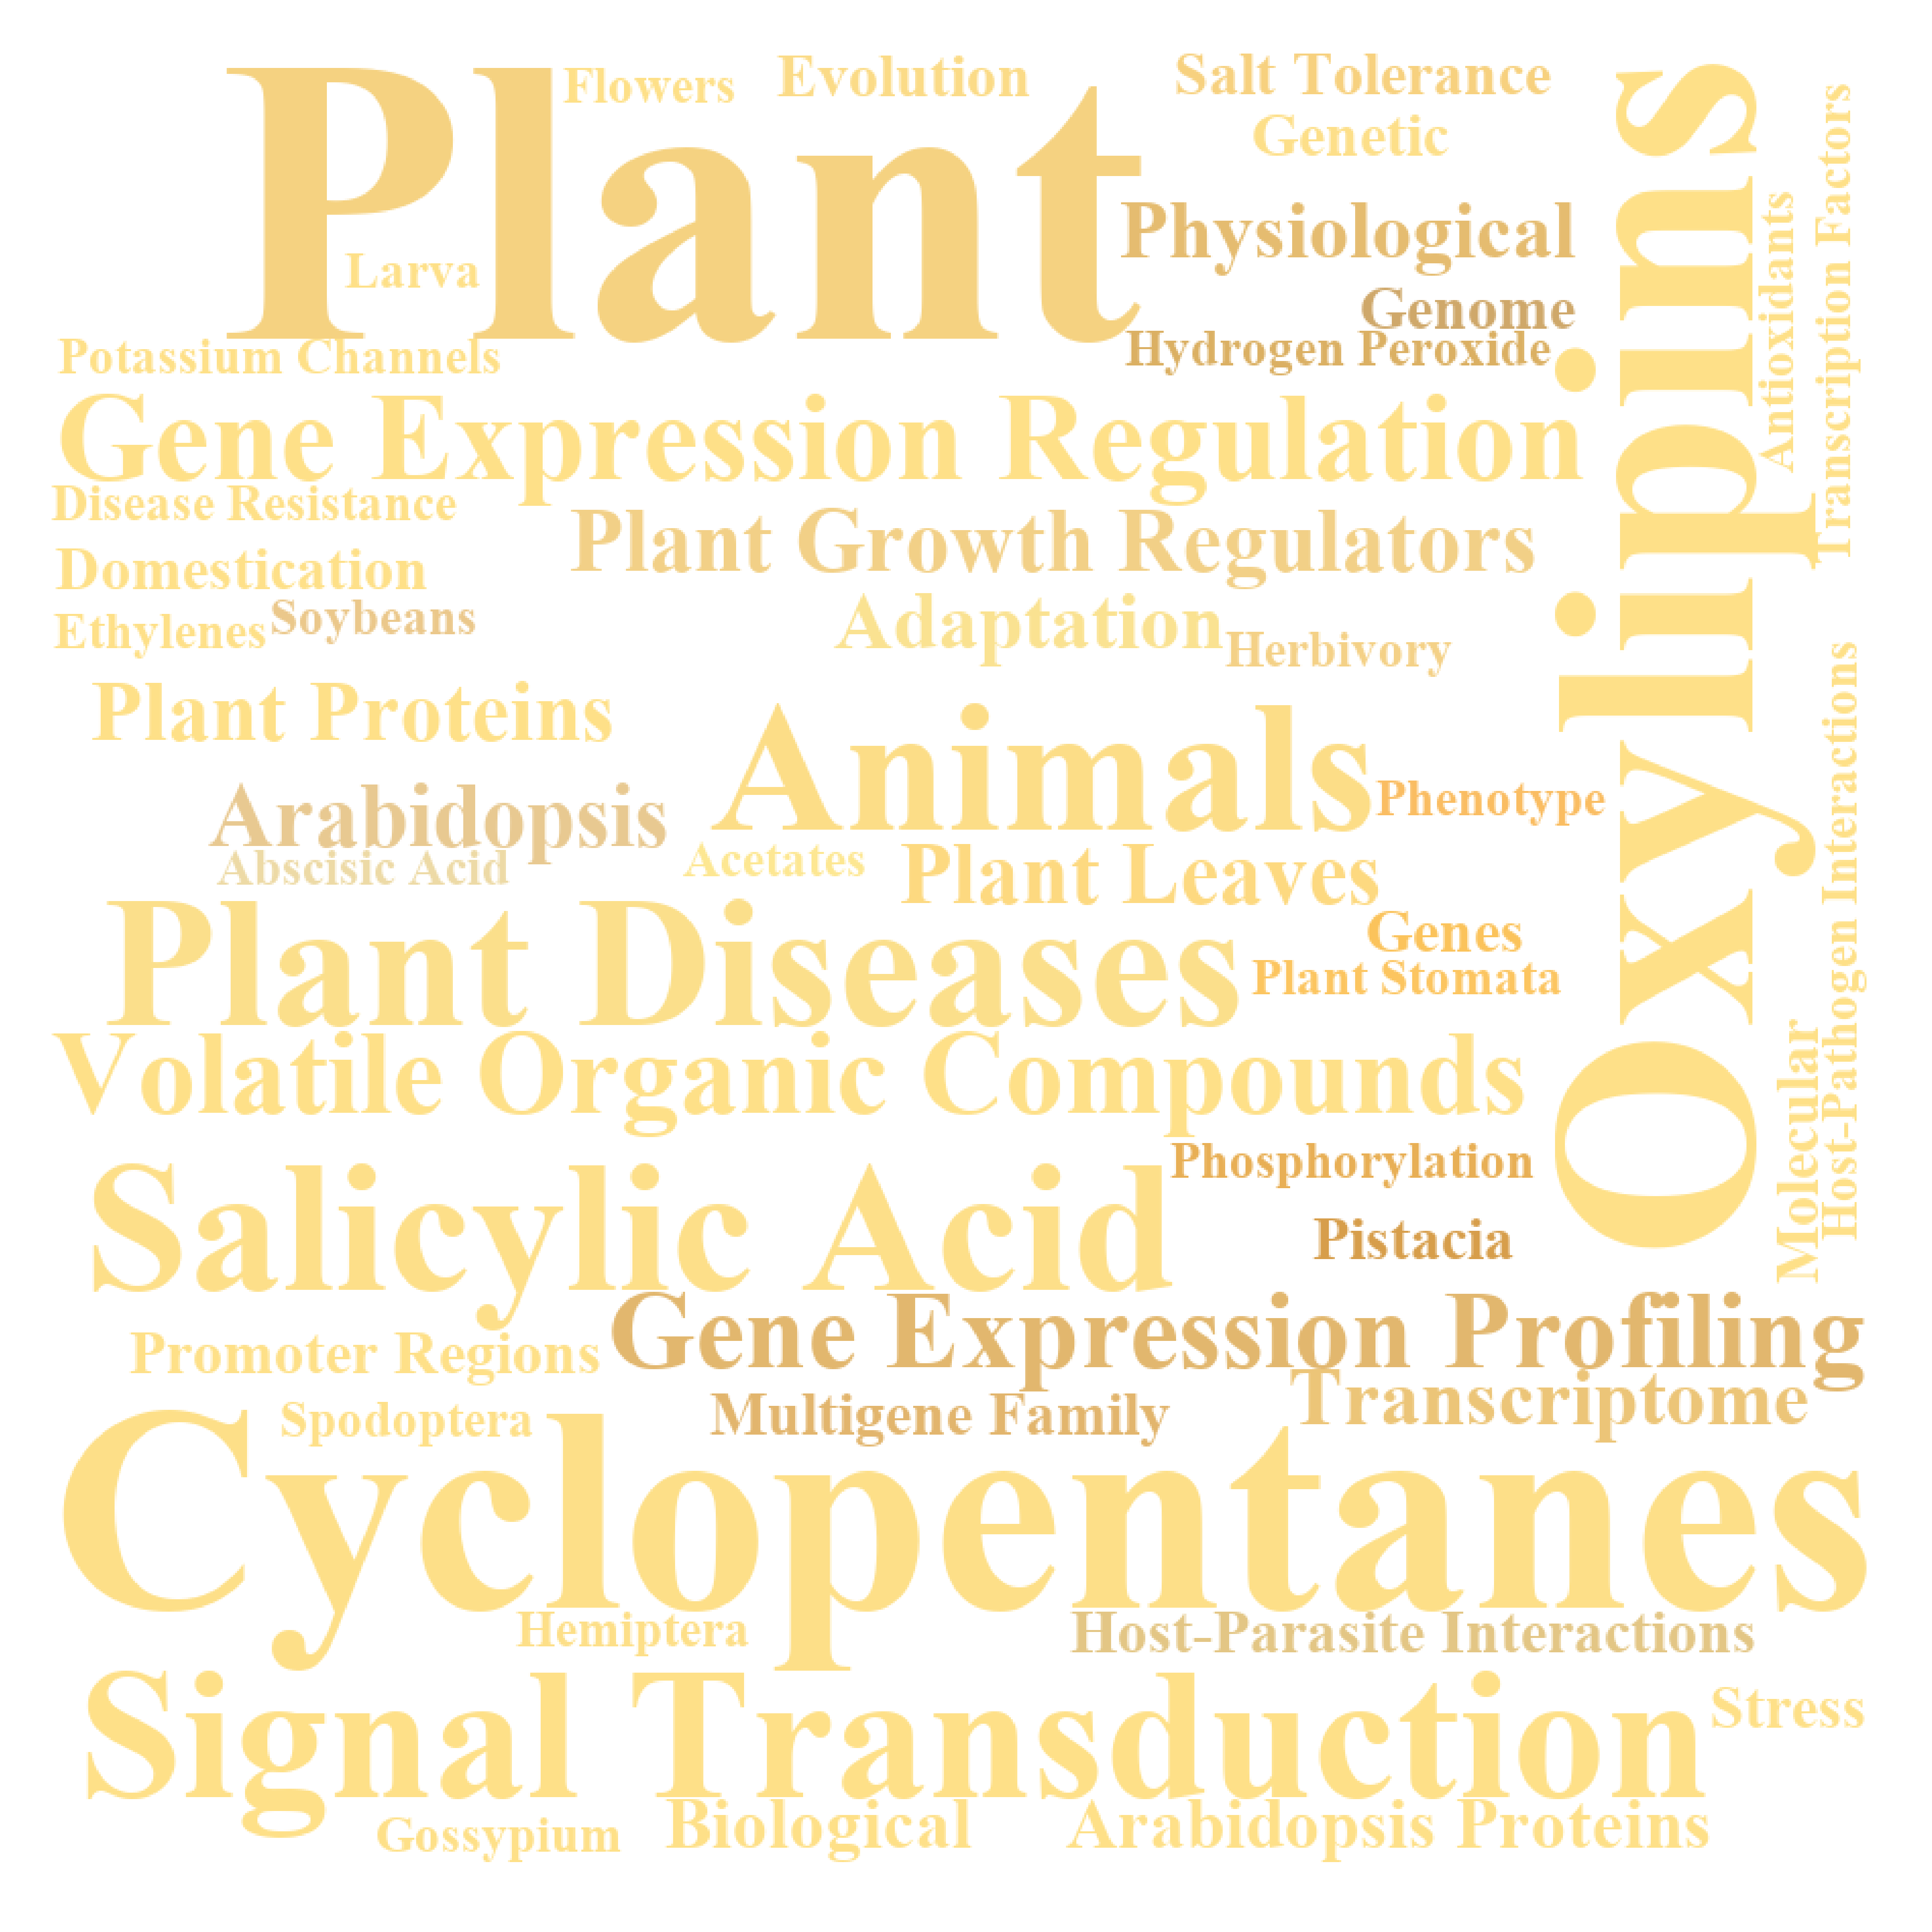 Plant
Flowers
Evolution
Salt Tolerance
Genetic
Physiological
Larva
Genome
Hydrogen Peroxide
Potassium Channels
Gene Expression Regulation
Disease Resistance
Plant Growth Regulators
Domestication
Adaptation
Ethylenes
Soybeans
Herbivory
Plant Proteins
Animals
Phenotype
Arabidopsis
Abscisic Acid
Acetates
Plant Leaves
Plant Diseases
Genes
Plant Stomata
Volatile Organic Compounds
Phosphorylation
Salicylic Acid
Pistacia
Gene Expression Profiling
Promoter Regions
Transcriptome
Spodoptera
Multigene Family
Cyclopentanes
Hemiptera
Host-Parasite Interactions
Signal Transduction
Stress
Gossypium
Biological
Arabidopsis Proteins
Oxylipins
Antioxidants
Transcription Factors
Molecular
Host-Pathogen Interactions